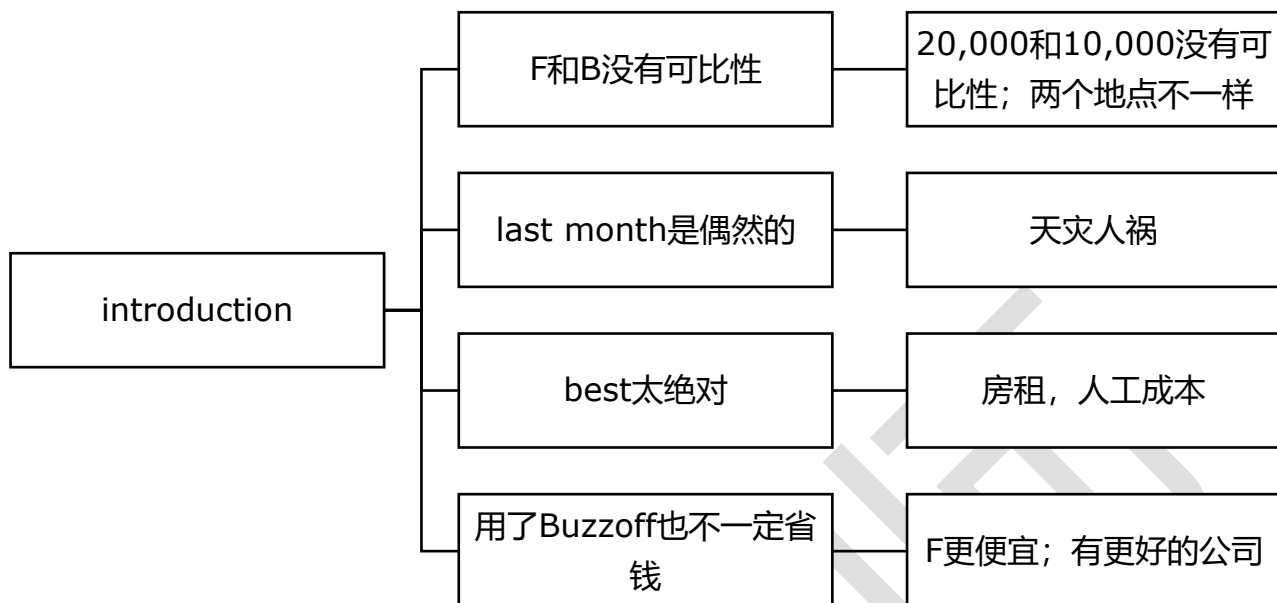 F和B没有可比性
20,000和10,000没有可
比性；两个地点不一样
last month是偶然的
天灾人祸
introduction
best太绝对
房租，人工成本
用了Buzzoff也不一定省
钱
F更便宜；有更好的公司